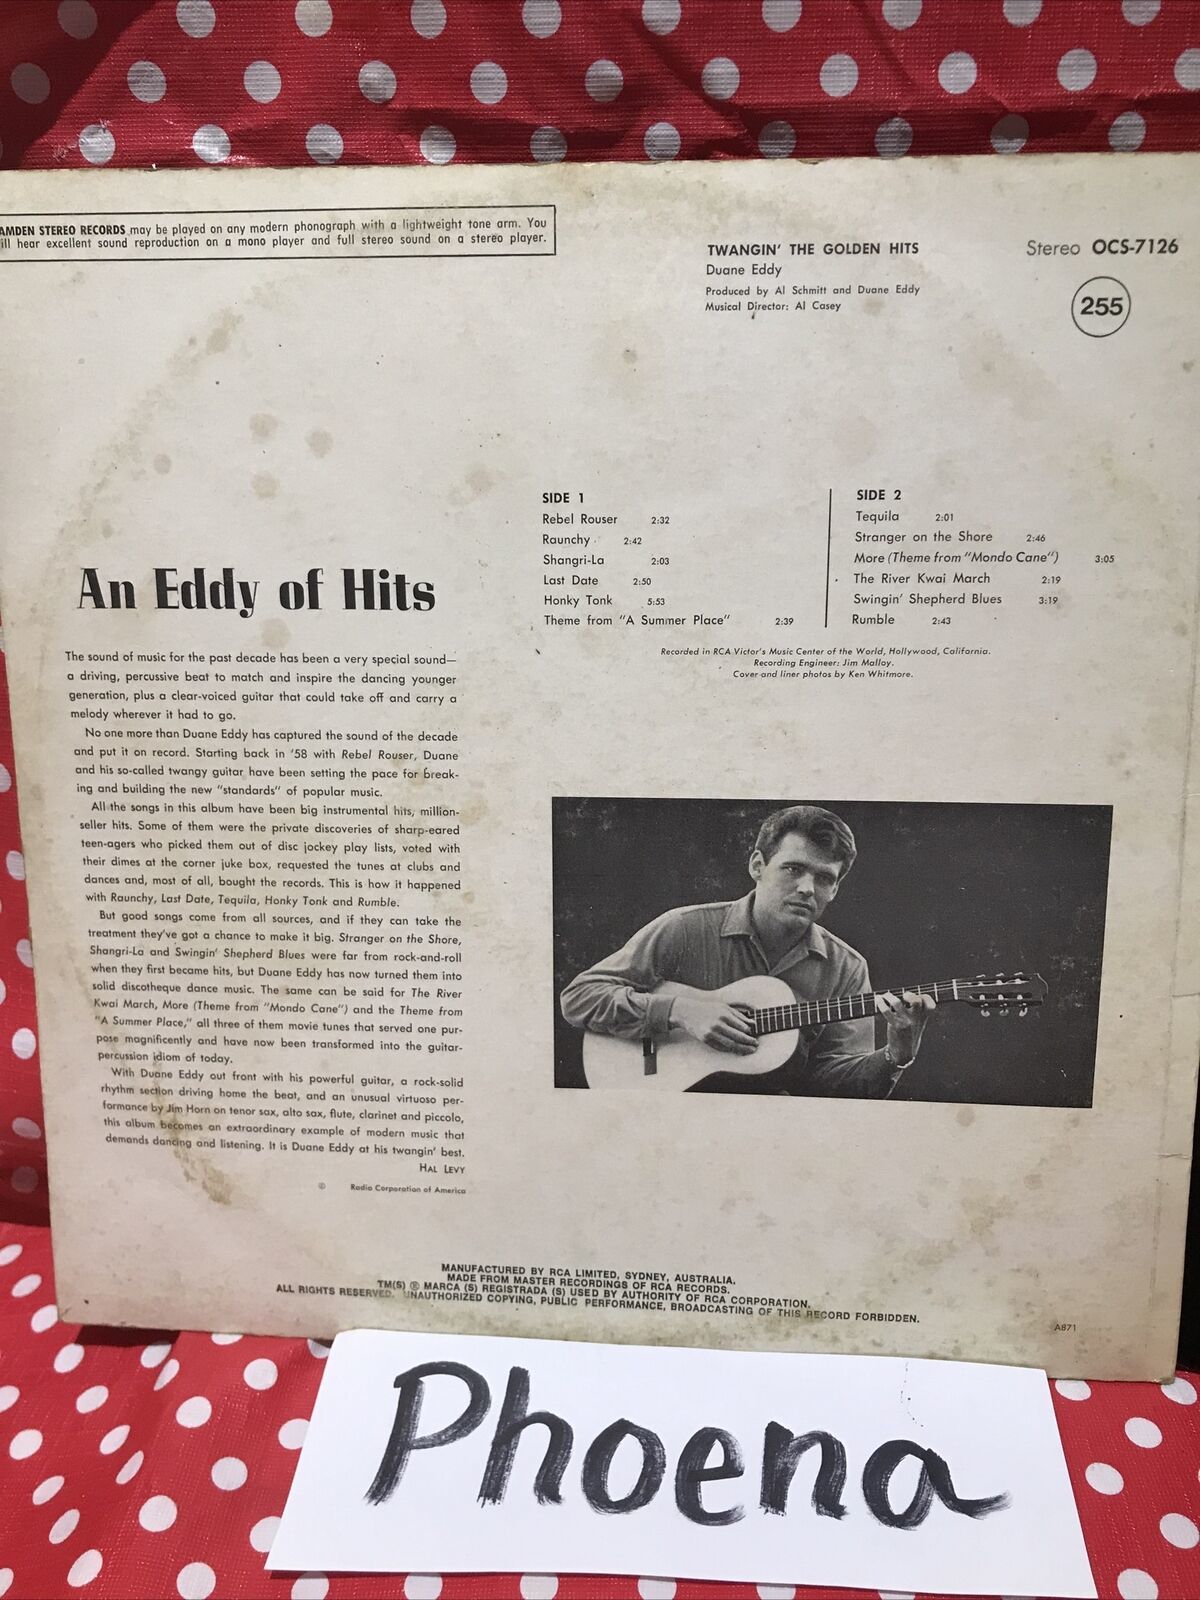 CAMDEN STEREO RECORDS may be played on any modern phonograph with a lightweight tone arm. You
will hear excellent sound reproduction on a mono player and full stereo sound on a stereo player.
TWANGIN' THE GOLDEN HITS
Duane Eddy
Produced by Al Schmitt and Duane Eddy
Musical Director: Al Casey
Stereo OCS-7126
255
SIDE 1
Rebel Rouser 2:32
Raunchy 2:42
Shangri-La 2:03
Last Date 2:50
Honky Tonk 5:53
Theme from "A Summer Place" 2:39
SIDE 2
Tequila 2:01
Stranger on the Shore 2:46
More (Theme from "Mondo Cane") 3:05
The River Kwai March 2:19
Swingin' Shepherd Blues 3:19
Rumble 2:43
Recorded in RCA Victor's Music Center of the World, Hollywood, California.
Recording Engineer: Jim Malloy.
Cover and liner photos by Ken Whitmore.
An Eddy of Hits
The sound of music for the past decade has been a very special sound—
a driving, percussive beat to match and inspire the dancing younger
generation, plus a clear-voiced guitar that could take off and carry a
melody wherever it had to go.
No one more than Duane Eddy has captured the sound of the decade
and put it on record. Starting back in '58 with Rebel Rouser, Duane
and his so-called twangy guitar have been setting the pace for break-
ing and building the new "standards" of popular music.
All the songs in this album have been big instrumental hits, million-
seller hits. Some of them were the private discoveries of sharp-eared
teen-agers who picked them out of disc jockey play lists, voted with
their dimes at the corner juke box, requested the tunes at clubs and
dances and, most of all, bought the records. This is how it happened
with Raunchy, Last Date, Tequila, Honky Tonk and Rumble.
But good songs come from all sources, and if they can take the
treatment they've got a chance to make it big. Stranger on the Shore,
Shangri-La and Swingin' Shepherd Blues were far from rock-and-roll
when they first became hits, but Duane Eddy has now turned them into
solid discotheque dance music. The same can be said for The River
Kwai March, More (Theme from "Mondo Cane") and the Theme from
"A Summer Place," all three of them movie tunes that served one pur-
pose magnificently and have now been transformed into the guitar-
percussion idiom of today.
With Duane Eddy out front with his powerful guitar, a rock-solid
rhythm section driving home the beat, and an unusual virtuoso per-
formance by Jim Horn on tenor sax, alto sax, flute, clarinet and piccolo,
this album becomes an extraordinary example of modern music that
demands dancing and listening. It is Duane Eddy at his twangin' best.
HAL LEVY
© Radio Corporation of America
MANUFACTURED BY RCA LIMITED, SYDNEY, AUSTRALIA.
MADE FROM MASTER RECORDINGS OF RCA RECORDS.
TM(S) ® MARCA (S) REGISTRADA (S) USED BY AUTHORITY OF RCA CORPORATION.
ALL RIGHTS RESERVED. UNAUTHORIZED COPYING, PUBLIC PERFORMANCE, BROADCASTING OF THIS RECORD FORBIDDEN.
A871
Phoena